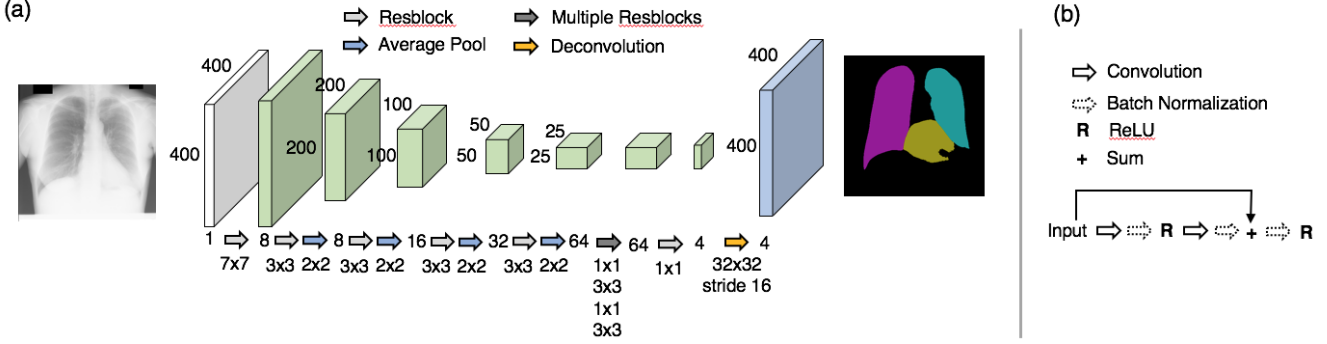 (a)
Resblock
Multiple Resblocks
Average Pool
Deconvolution
400
400
200
200
100
100
50
50
25
25
400
400
1 8 8 16 32 64 64 4 4
7x7 3x3 2x2 3x3 2x2 3x3 2x2 3x3 2x2 1x1 1x1 32x32
3x3 stride 16
1x1
3x3
(b)
Convolution
Batch Normalization
R ReLU
+ Sum
Input R + R